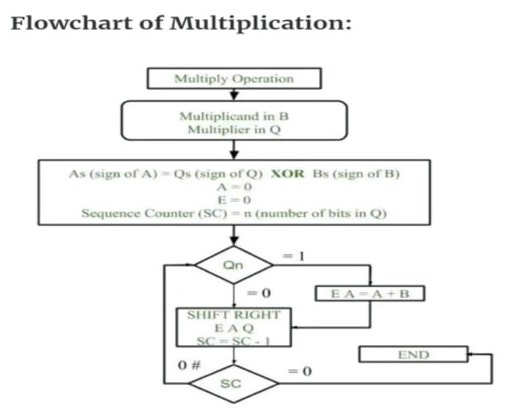 Flowchart of Multiplication:
Multiply Operation
Multiplicand in B
Multiplier in Q
As (sign of A) = Qs (sign of Q) XOR Bs (sign of B)
A = 0
E = 0
Sequence Counter (SC) = n (number of bits in Q)
Qn
= 1
= 0
E A = A + B
SHIFT RIGHT
E A Q
SC = SC - 1
END
0 #
= 0
SC